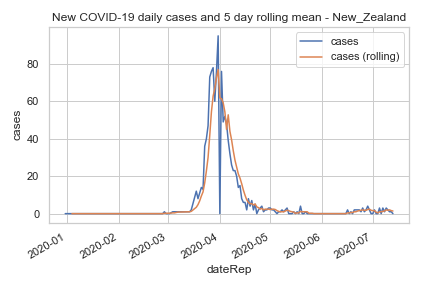 New COVID-19 daily cases and 5 day rolling mean - New_Zealand
cases
cases (rolling)
80
60
40
20
0
cases
2020-01
2020-02
2020-03
2020-04
2020-05
2020-06
2020-07
dateRep